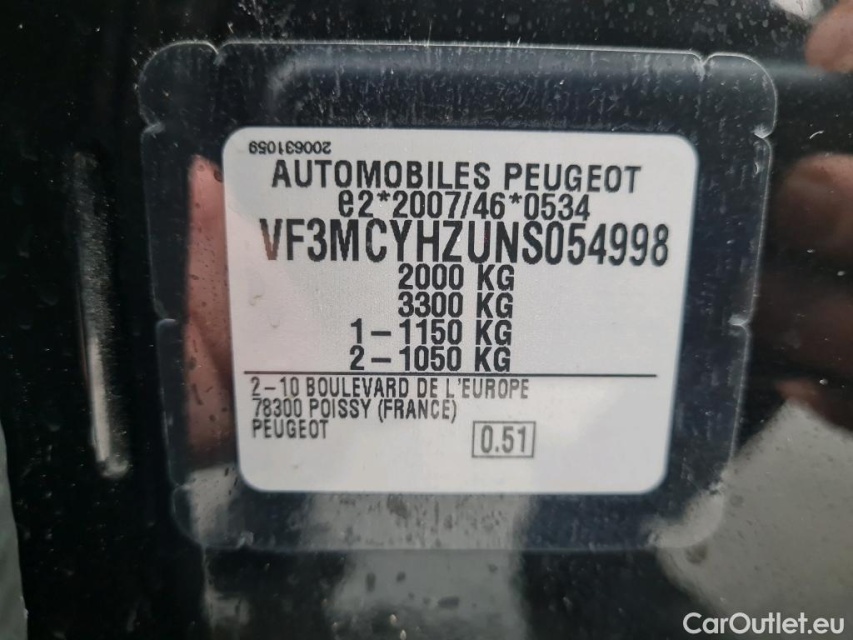 200631059
AUTOMOBILES PEUGEOT
e2*2007/46*0534
VF3MCYHZUNS054998
2000 KG
3300 KG
1-1150 KG
2-1050 KG
2-10 BOULEVARD DE L'EUROPE
78300 POISSY (FRANCE)
PEUGEOT
0.51
CarOutlet.eu